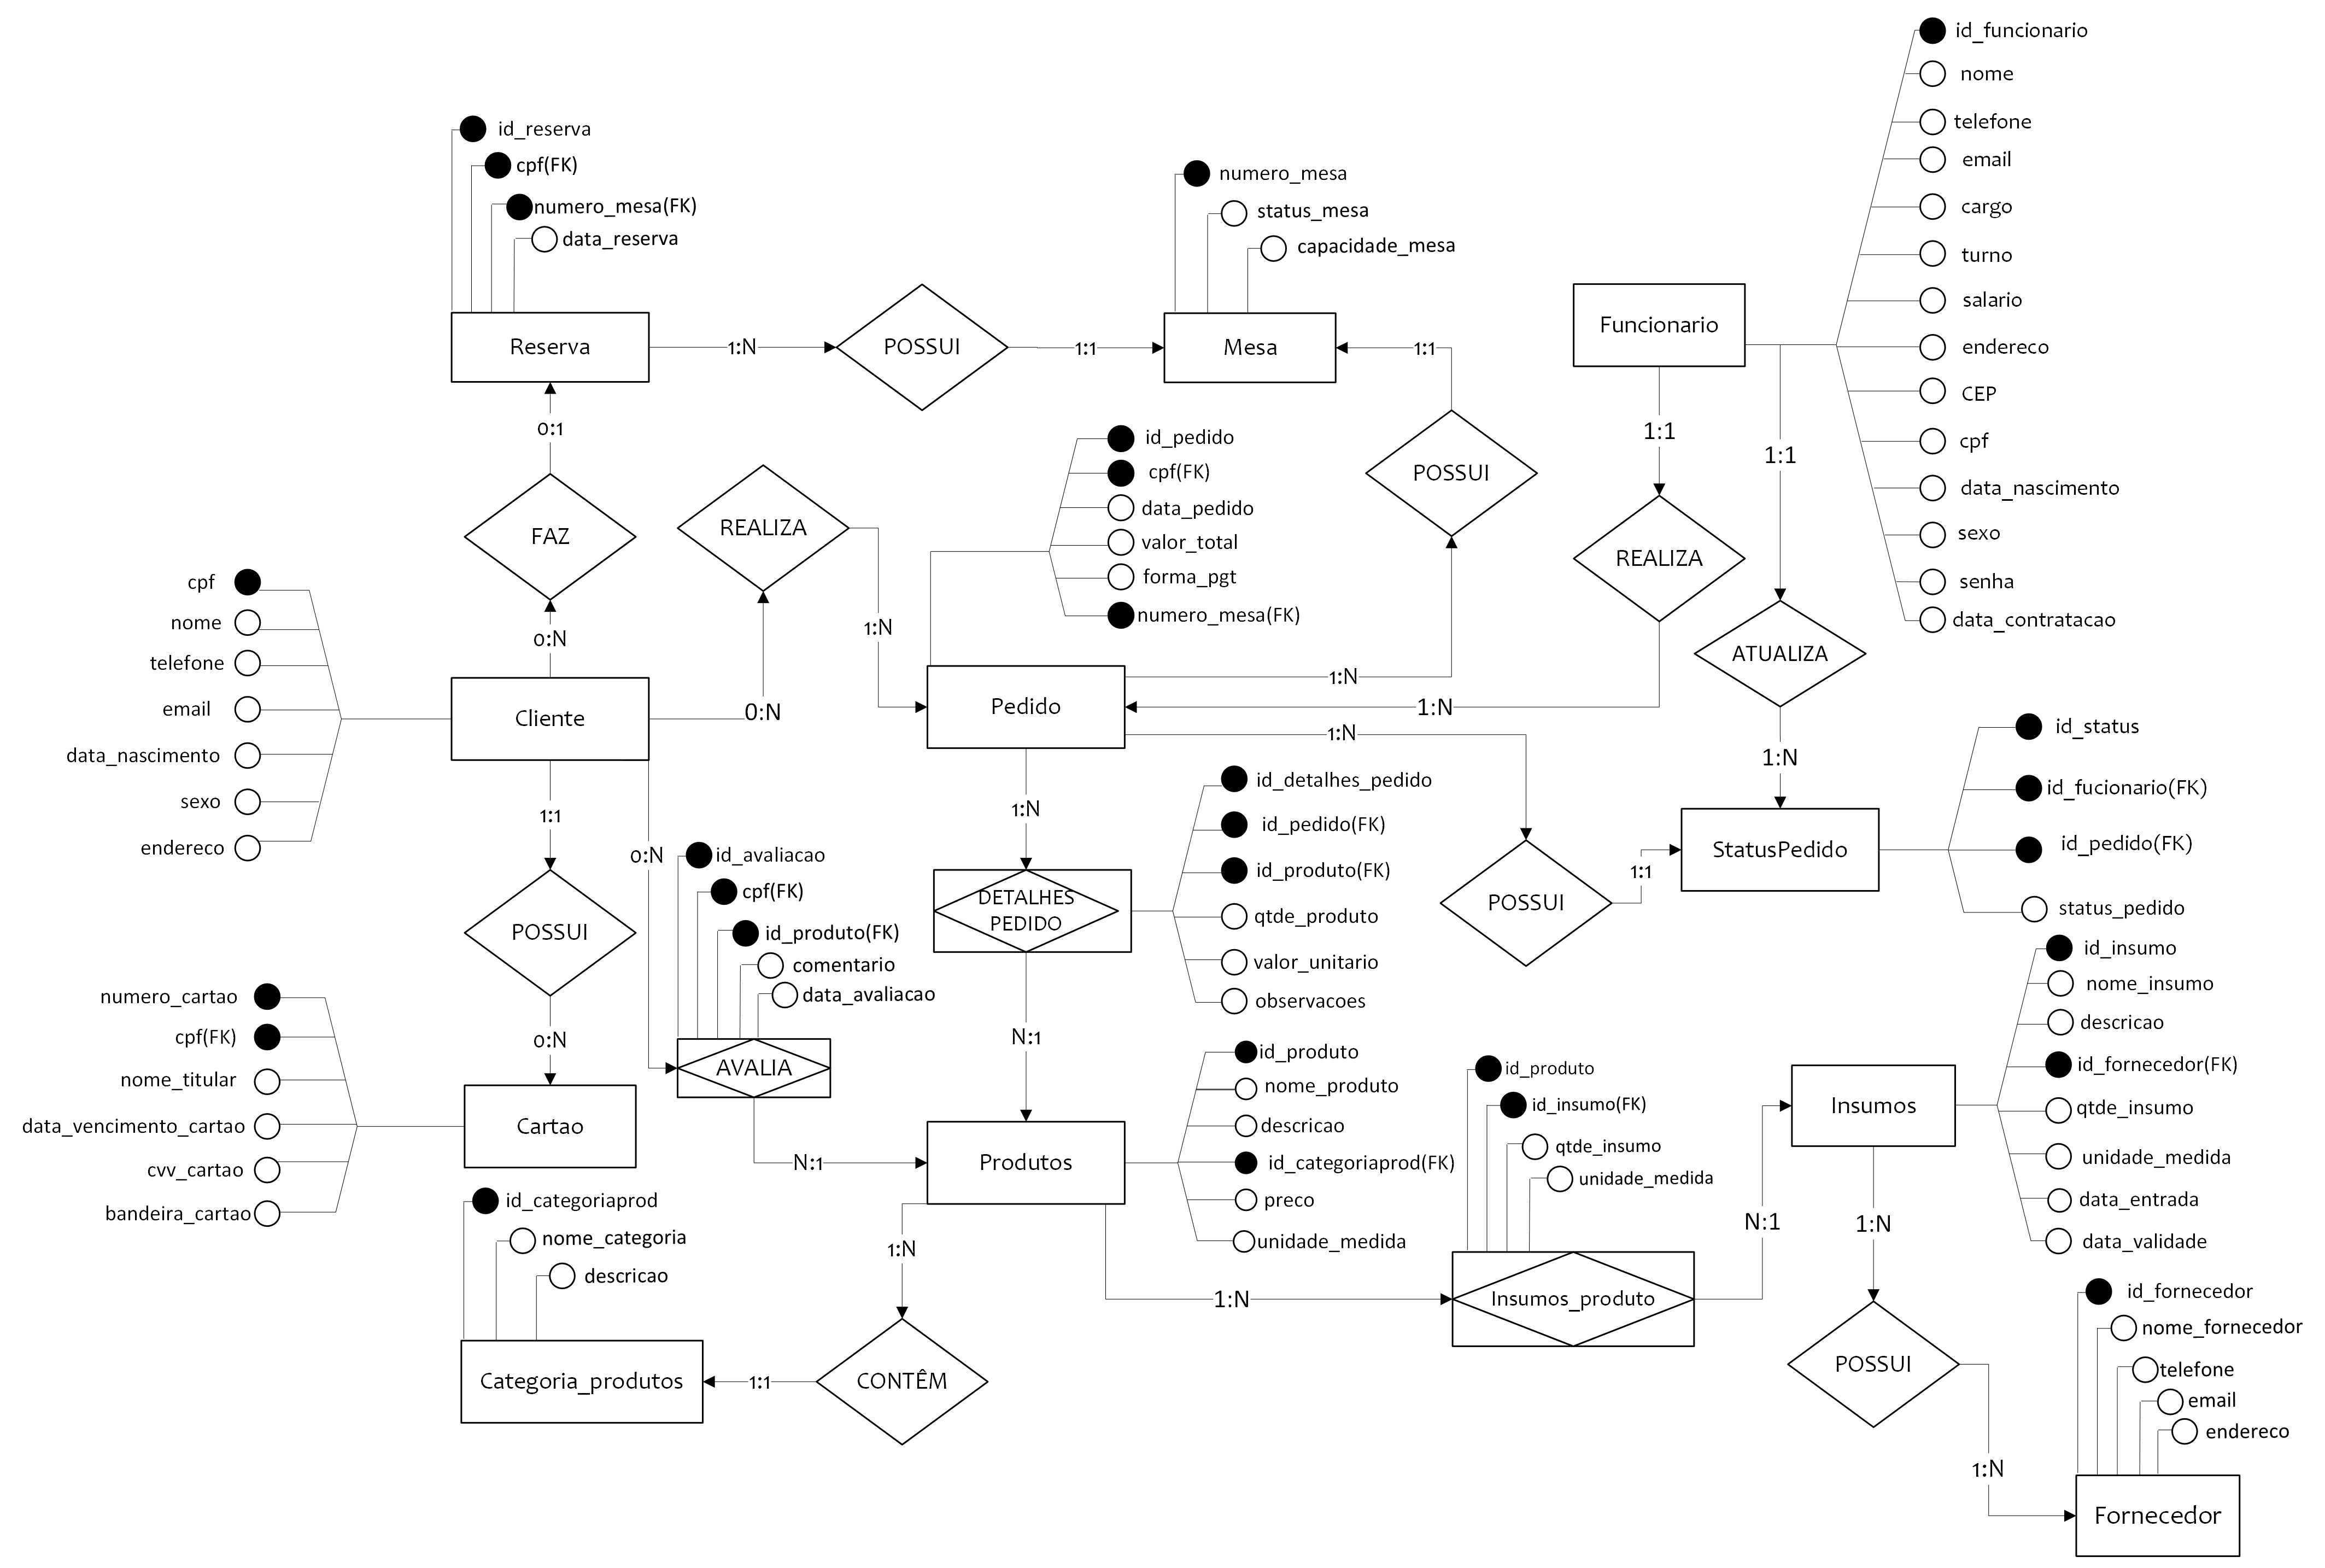 id_reserva
cpf(FK)
numero_mesa(FK)
data_reserva
Reserva
1:N
POSSUI
1:1
numero_mesa
status_mesa
capacidade_mesa
Mesa
1:1
POSSUI
Funcionario
id_funcionario
nome
telefone
email
cargo
turno
salario
endereco
CEP
cpf
data_nascimento
sexo
senha
data_contratacao
1:1
REALIZA
1:N
1:1
ATUALIZA
1:N
0:1
FAZ
0:N
REALIZA
0:N
1:N
id_pedido
cpf(FK)
data_pedido
valor_total
forma_pgt
numero_mesa(FK)
Pedido
1:N
1:N
cpf
nome
telefone
email
data_nascimento
sexo
endereco
Cliente
1:1
POSSUI
0:N
0:N
id_avaliacao
cpf(FK)
id_produto(FK)
comentario
data_avaliacao
AVALIA
N:1
1:N
DETALHES
PEDIDO
N:1
id_detalhes_pedido
id_pedido(FK)
id_produto(FK)
qtde_produto
valor_unitario
observacoes
POSSUI
1:1
StatusPedido
id_status
id_fucionario(FK)
id_pedido(FK)
status_pedido
numero_cartao
cpf(FK)
nome_titular
data_vencimento_cartao
cvv_cartao
bandeira_cartao
Cartao
Produtos
id_produto
nome_produto
descricao
id_categoriaprod(FK)
preco
unidade_medida
id_produto
id_insumo(FK)
qtde_insumo
unidade_medida
1:N
Insumos_produto
N:1
Insumos
id_insumo
nome_insumo
descricao
id_fornecedor(FK)
qtde_insumo
unidade_medida
data_entrada
data_validade
1:N
POSSUI
1:N
id_categoriaprod
nome_categoria
descricao
Categoria_produtos
1:1
CONTÊM
1:N
id_fornecedor
nome_fornecedor
telefone
email
endereco
Fornecedor